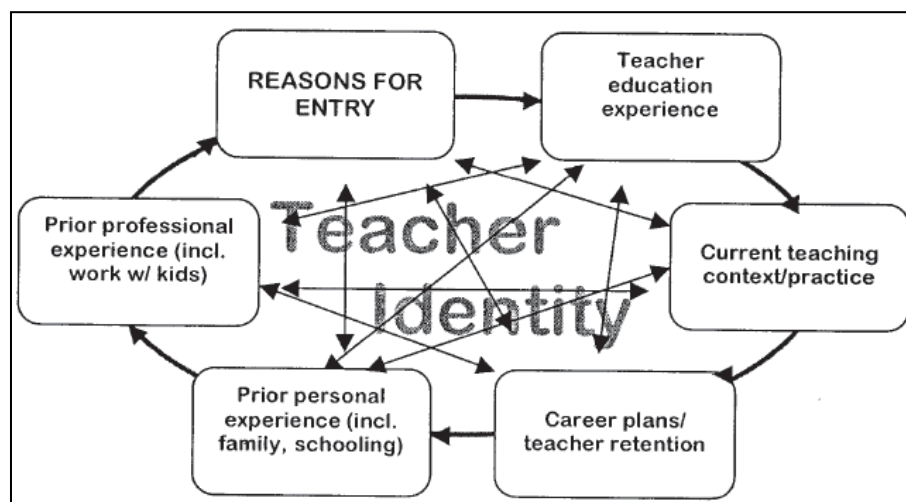 REASONS FOR
ENTRY
Teacher
education
experience
Prior professional
experience (incl.
work w/ kids)
Teacher
Identity
Current teaching
context/practice
Prior personal
experience (incl.
family, schooling)
Career plans/
teacher retention